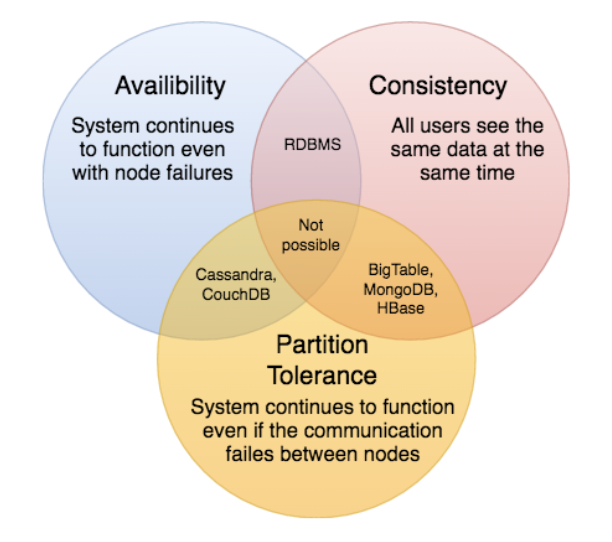 Availibility
System continues
to function even
with node failures
Consistency
All users see the
same data at the
same time
RDBMS
Not
possible
Cassandra,
CouchDB
BigTable,
MongoDB,
HBase
Partition
Tolerance
System continues to function
even if the communication
failes between nodes